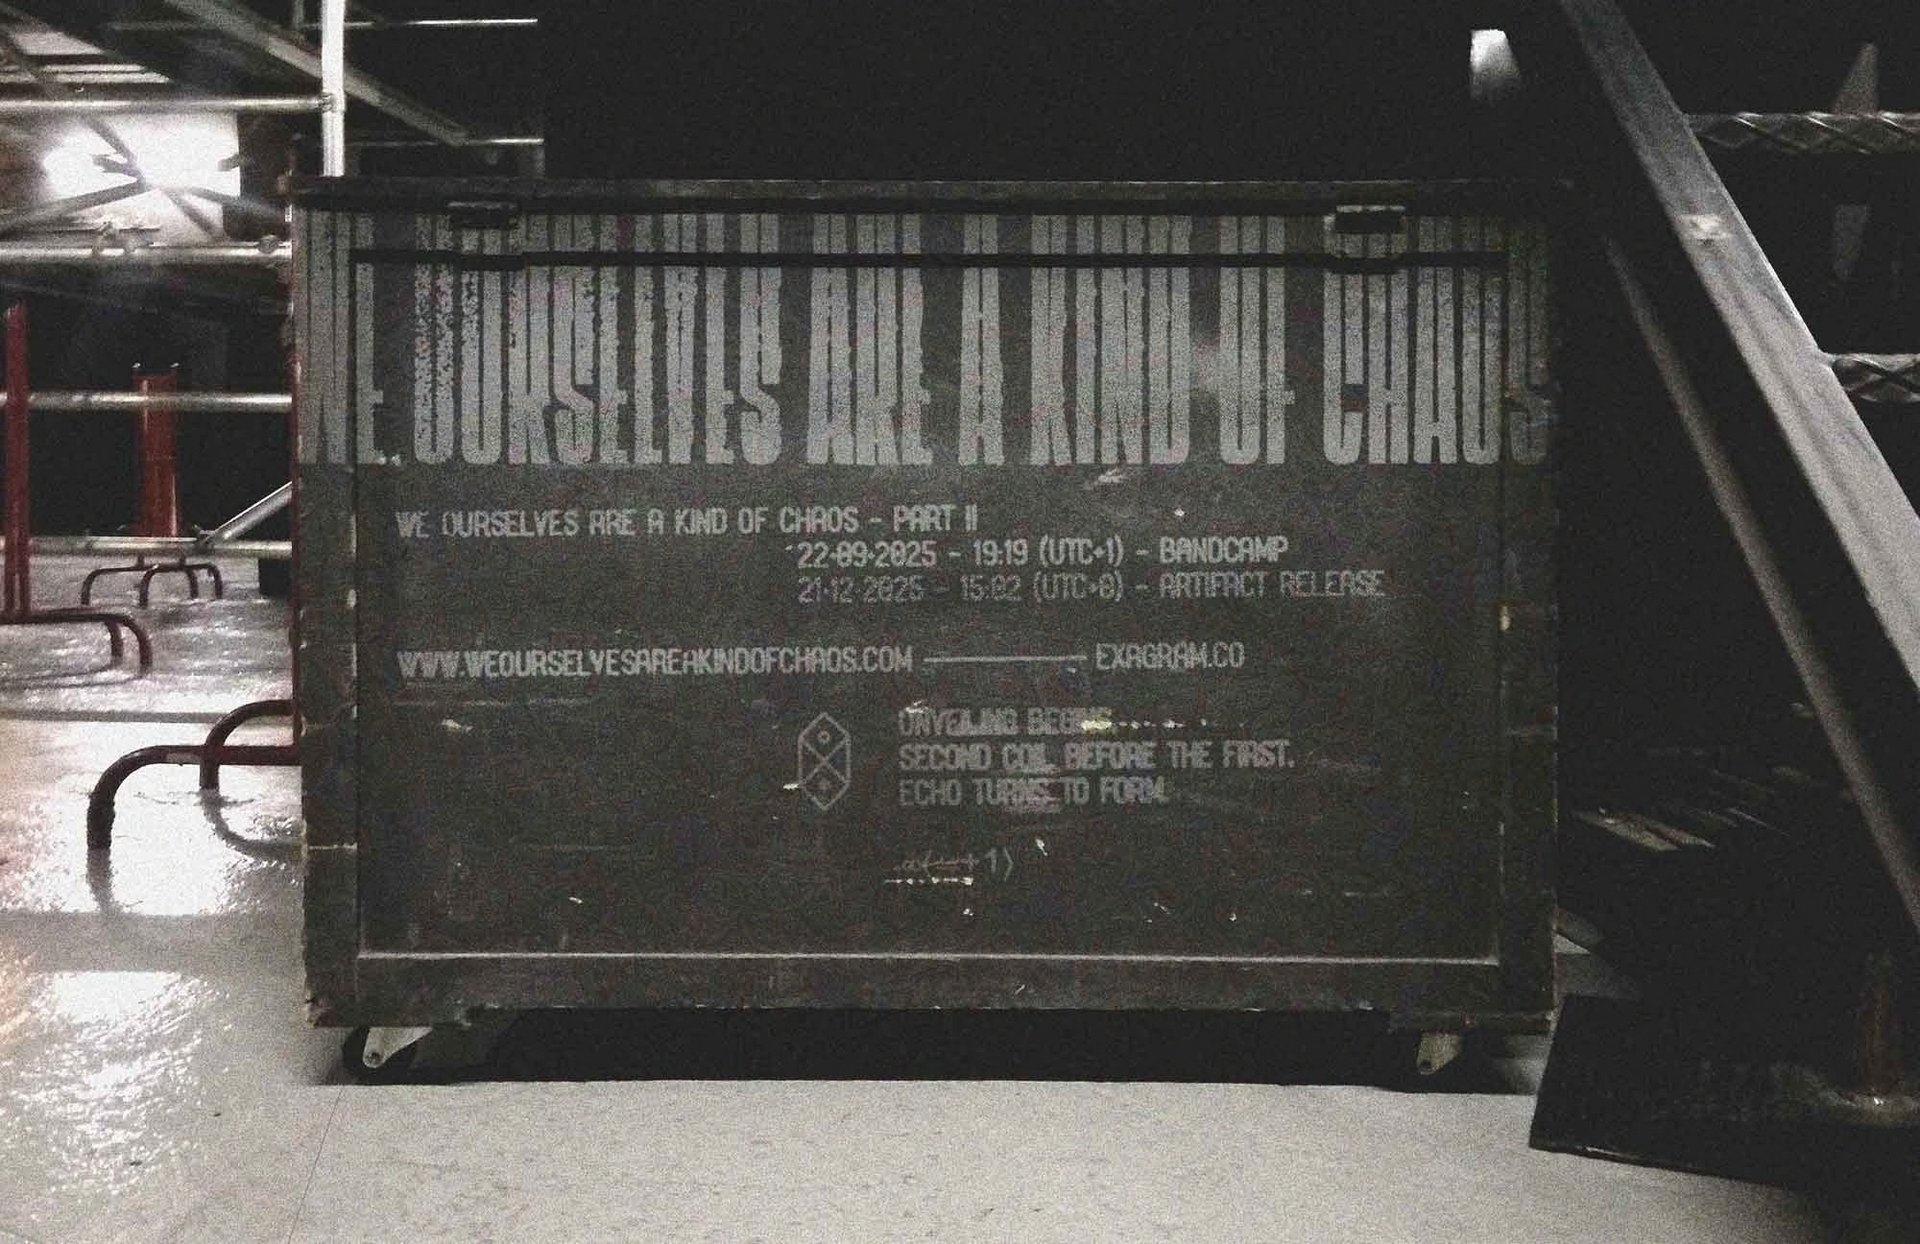 WE OURSELVES ARE A KIND OF CHAOS
WE OURSELVES ARE A KIND OF CHAOS - PART II
22·09·2025 - 19:19 (UTC+1) - BANDCAMP
21·12·2025 - 15:02 (UTC+0) - ARTIFACT RELEASE
WWW.WEOURSELVESAREAKINDOFCHAOS.COM ———— EXAGRAM.CO
UNVEILING BEGINS
SECOND COIL BEFORE THE FIRST.
ECHO TURNS TO FORM.